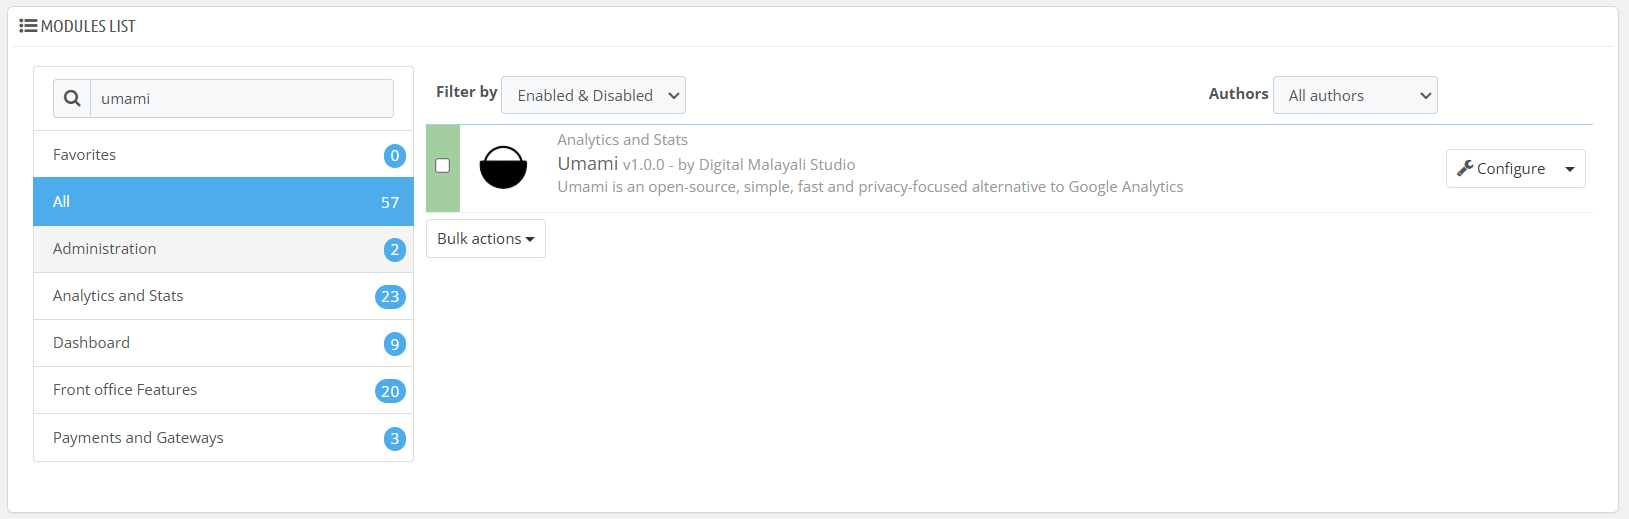 MODULES LIST
umami
Favorites 0
All 57
Administration 2
Analytics and Stats 23
Dashboard 9
Front office Features 20
Payments and Gateways 3
Filter by Enabled & Disabled
Authors All authors
Analytics and Stats
Umami v1.0.0 - by Digital Malayali Studio
Umami is an open-source, simple, fast and privacy-focused alternative to Google Analytics
Configure
Bulk actions